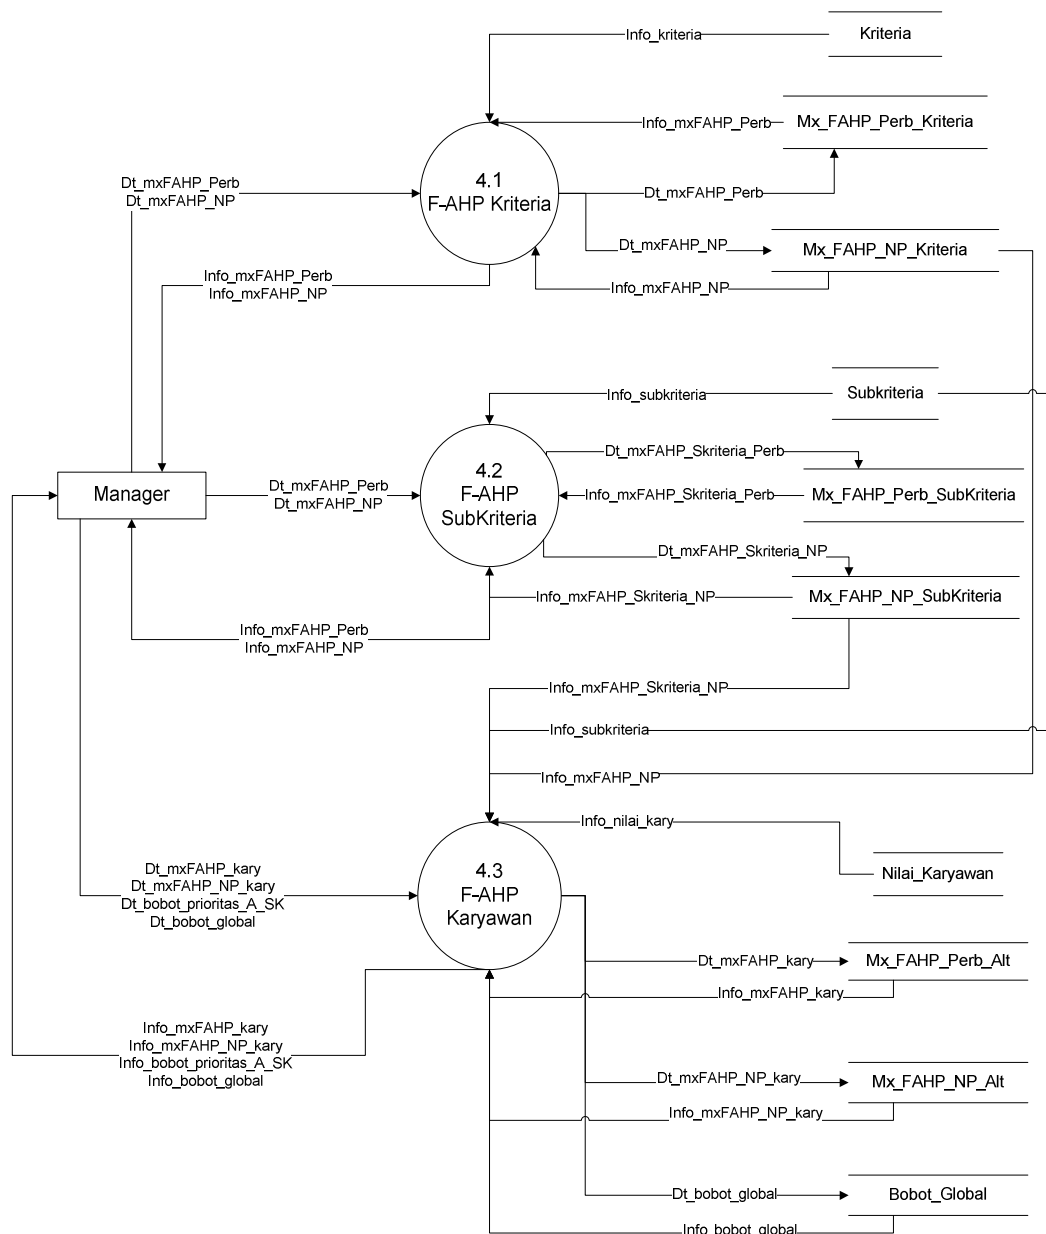 Info_kriteria
Kriteria
Info_mxFAHP_Perb
Mx_FAHP_Perb_Kriteria
4.1
F-AHP Kriteria
Dt_mxFAHP_Perb
Dt_mxFAHP_NP
Dt_mxFAHP_Perb
Dt_mxFAHP_NP
Mx_FAHP_NP_Kriteria
Info_mxFAHP_Perb
Info_mxFAHP_NP
Info_mxFAHP_NP
Info_subkriteria
Subkriteria
Dt_mxFAHP_Skriteria_Perb
4.2
F-AHP
SubKriteria
Manager
Dt_mxFAHP_Perb
Dt_mxFAHP_NP
Info_mxFAHP_Skriteria_Perb
Mx_FAHP_Perb_SubKriteria
Dt_mxFAHP_Skriteria_NP
Info_mxFAHP_Skriteria_NP
Mx_FAHP_NP_SubKriteria
Info_mxFAHP_Perb
Info_mxFAHP_NP
Info_mxFAHP_Skriteria_NP
Info_subkriteria
Info_mxFAHP_NP
Info_nilai_kary
Nilai_Karyawan
4.3
F-AHP
Karyawan
Dt_mxFAHP_kary
Dt_mxFAHP_NP_kary
Dt_bobot_prioritas_A_SK
Dt_bobot_global
Dt_mxFAHP_kary
Mx_FAHP_Perb_Alt
Info_mxFAHP_kary
Info_mxFAHP_kary
Info_mxFAHP_NP_kary
Info_bobot_prioritas_A_SK
Info_bobot_global
Dt_mxFAHP_NP_kary
Mx_FAHP_NP_Alt
Info_mxFAHP_NP_kary
Dt_bobot_global
Bobot_Global
Info_bobot_global